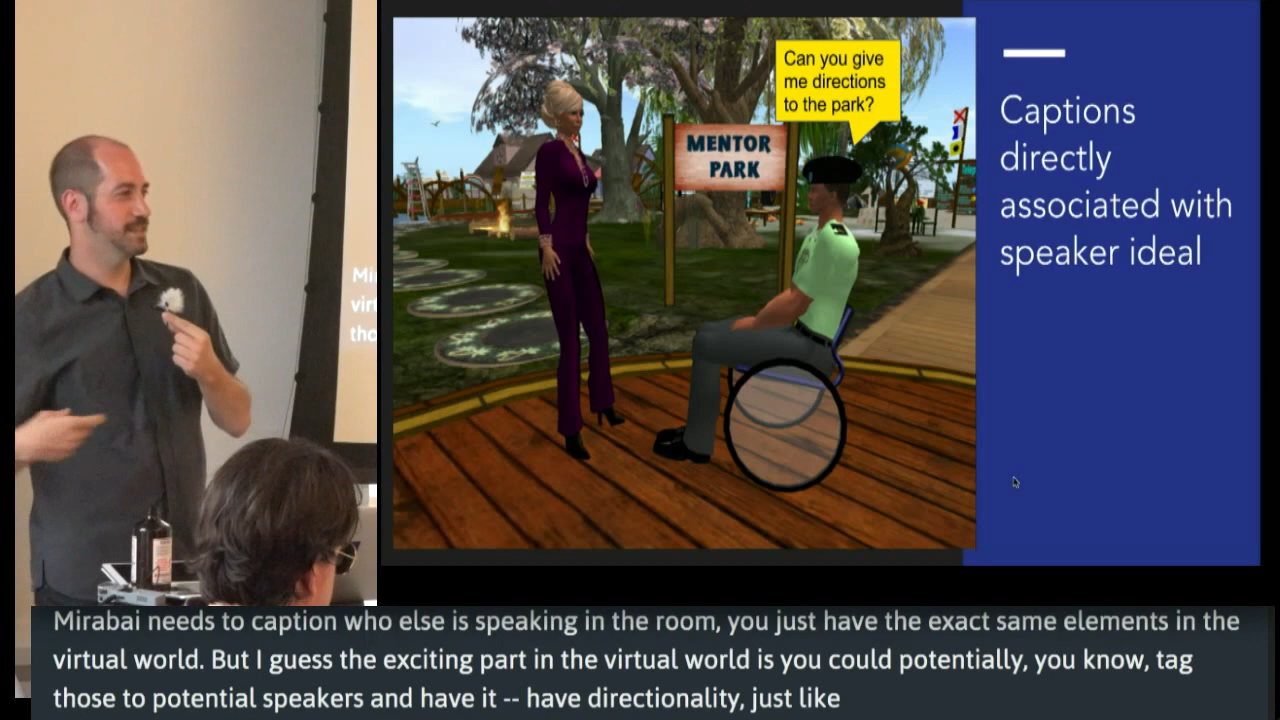 Can you give
me directions
to the park?
MENTOR
PARK
Captions
directly
associated with
speaker ideal
Mi
virt
tho
Mirabai needs to caption who else is speaking in the room, you just have the exact same elements in the
virtual world. But I guess the exciting part in the virtual world is you could potentially, you know, tag
those to potential speakers and have it -- have directionality, just like